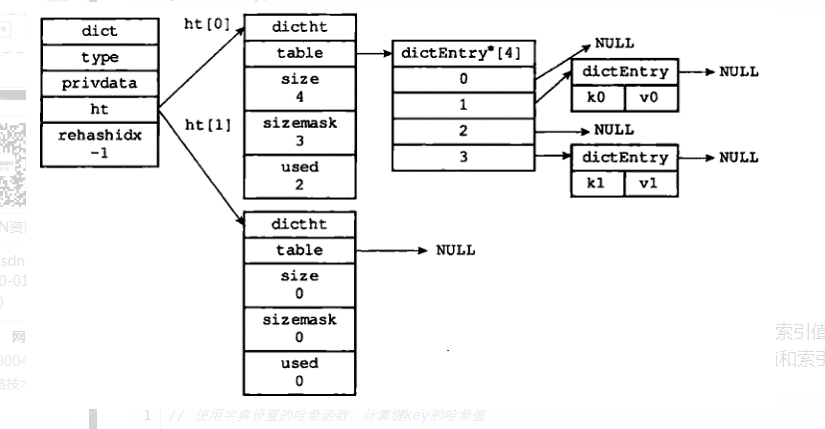 dict
type
privdata
ht
rehashidx
-1
ht[0]
ht[1]
dictht
table
size
4
sizemask
3
used
2
dictEntry*[4]
0
1
2
3
NULL
dictEntry
k0 v0
NULL
NULL
dictEntry
k1 v1
NULL
dictht
table
NULL
size
0
sizemask
0
used
0
N资
sdn
0-01
0
网
9004
络技术
索引值
和索引
1 // 使用字典设置的哈希函数，计算键key的哈希值